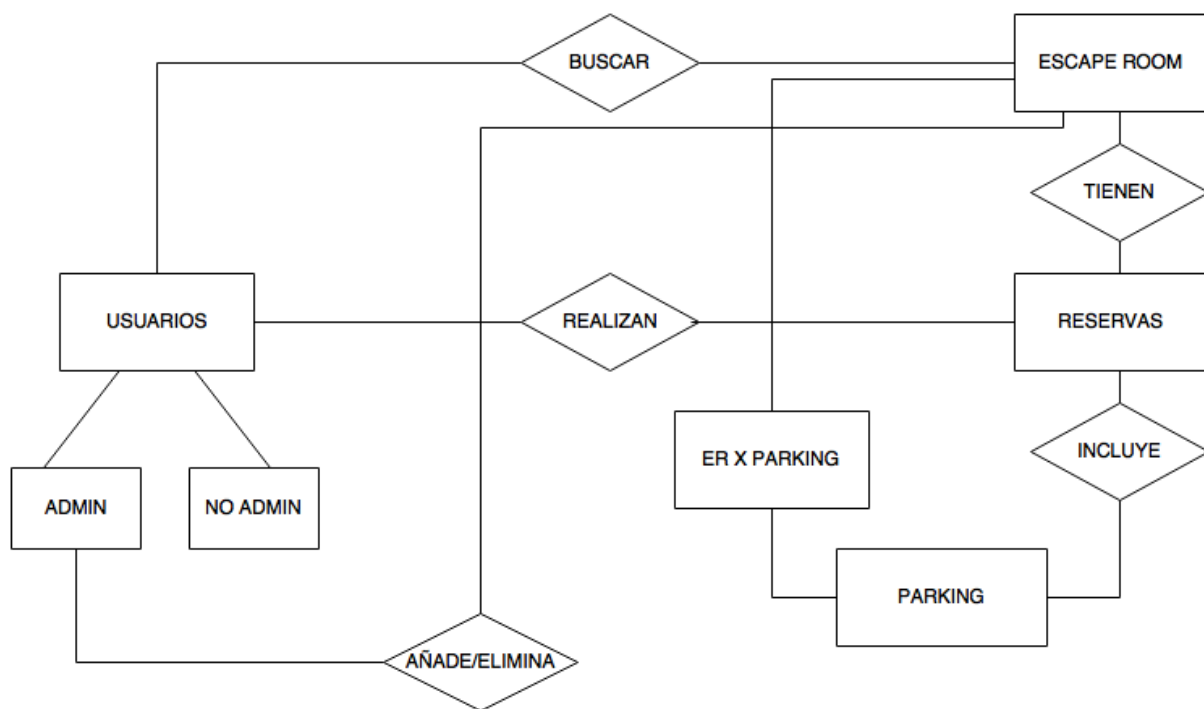 BUSCAR
ESCAPE ROOM
TIENEN
USUARIOS
REALIZAN
RESERVAS
ER X PARKING
INCLUYE
ADMIN
NO ADMIN
PARKING
AÑADE/ELIMINA